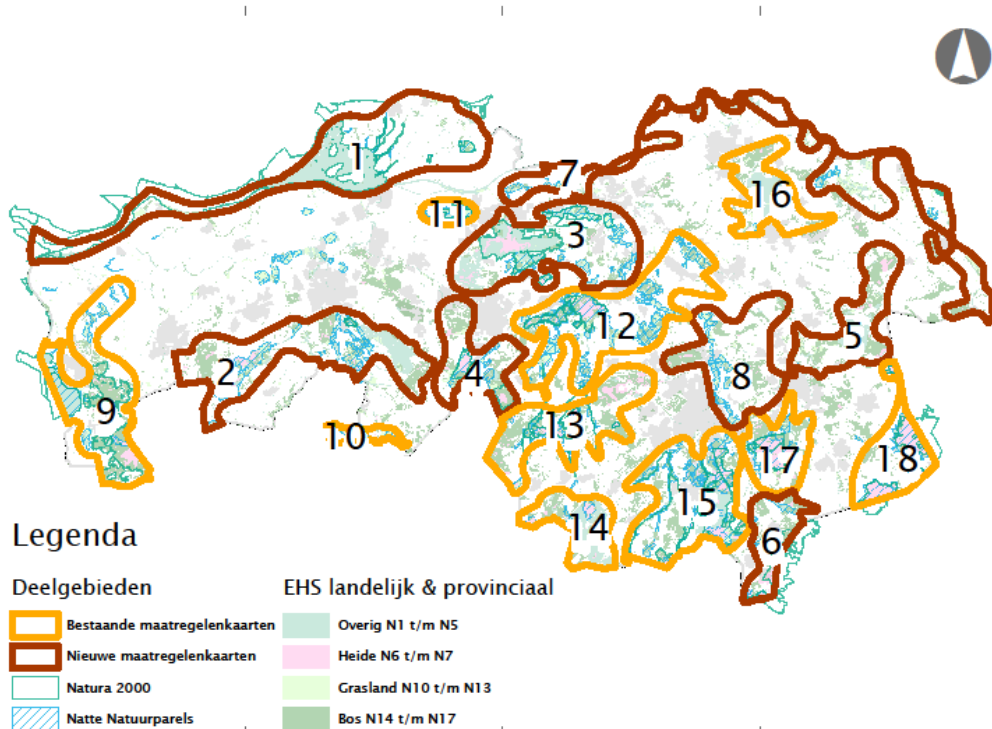 1
7
16
11
3
12
5
2
4
8
9
13
10
17
18
15
14
6
Legenda
Deelgebieden
Bestaande maatregelenkaarten
Nieuwe maatregelenkaarten
Natura 2000
Natte Natuurparels
EHS landelijk & provinciaal
Overig N1 t/m N5
Heide N6 t/m N7
Grasland N10 t/m N13
Bos N14 t/m N17